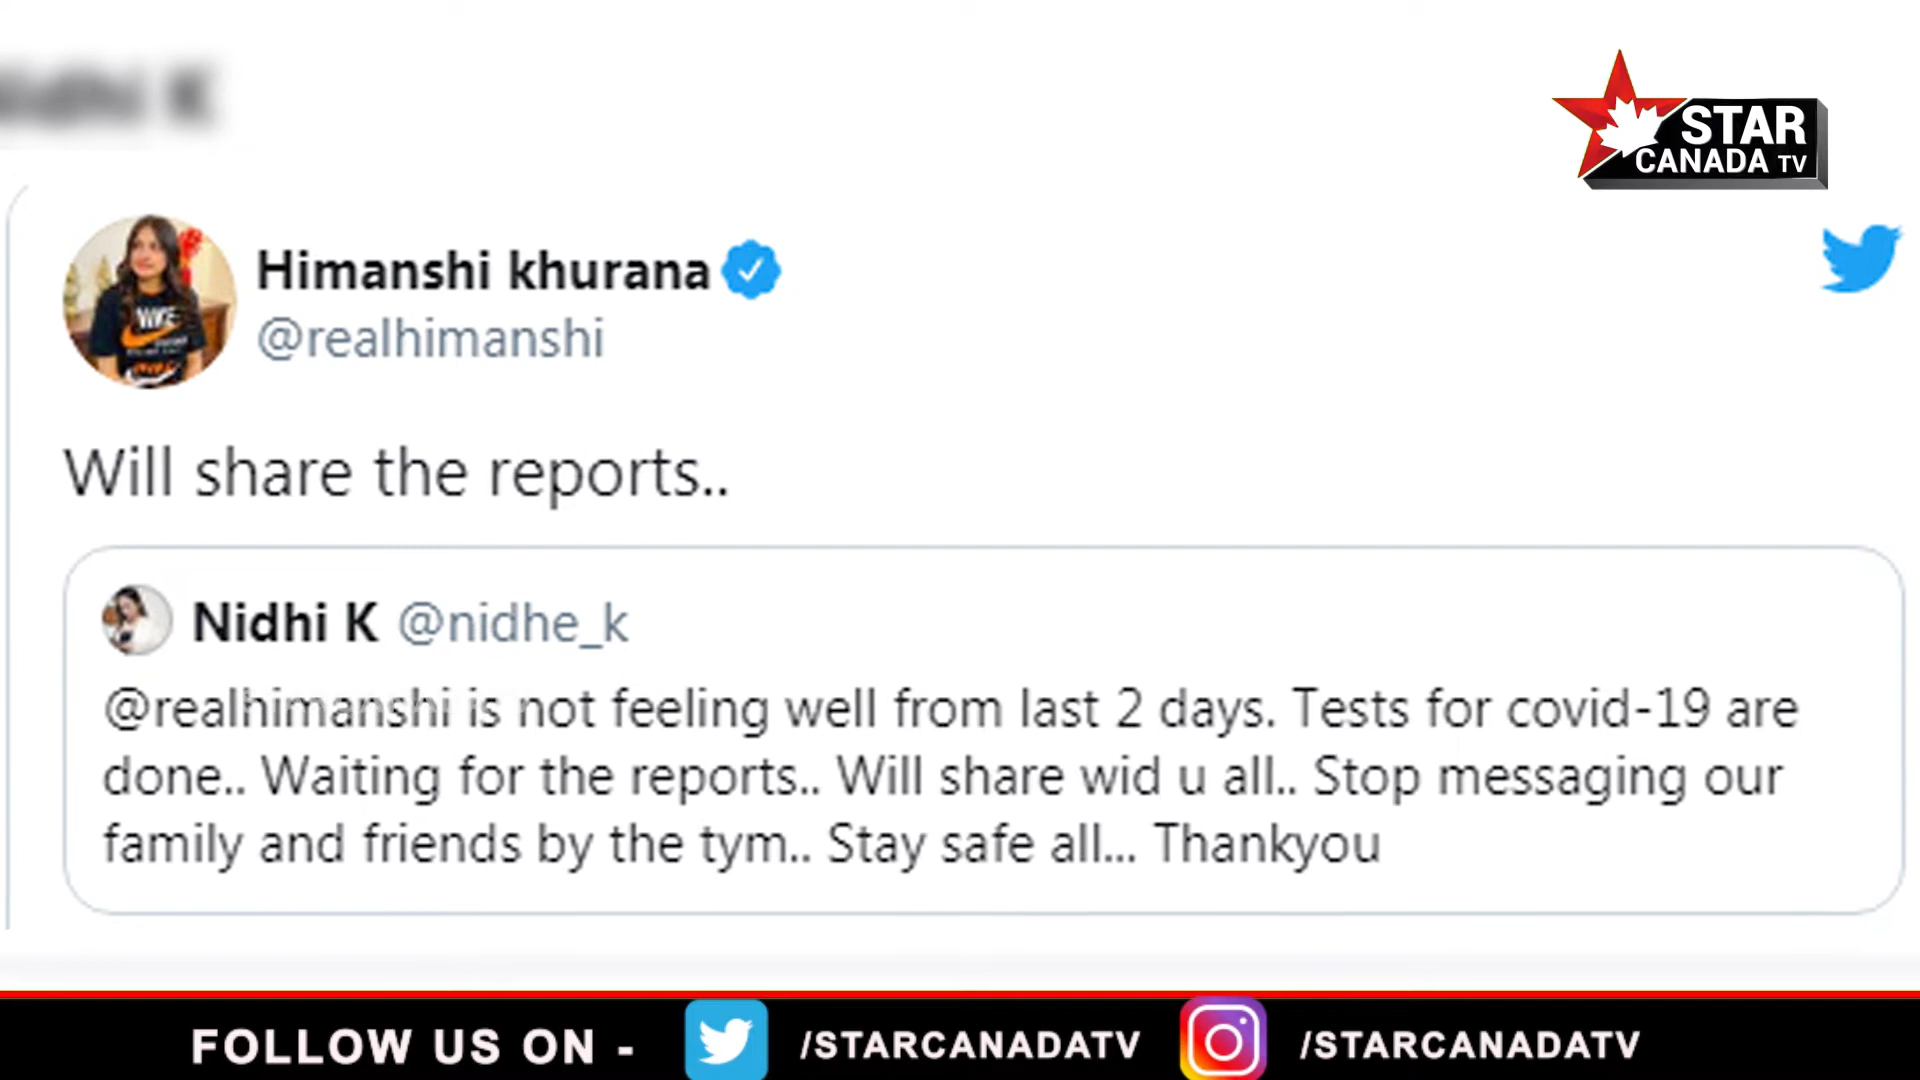 Nidhi K
STAR
CANADA TV
Himanshi khurana
@realhimanshi
Will share the reports..
Nidhi K @nidhe_k
@realhimanshi is not feeling well from last 2 days. Tests for covid-19 are
done.. Waiting for the reports.. Will share wid u all.. Stop messaging our
family and friends by the tym.. Stay safe all... Thankyou
FOLLOW US ON - /STARCANADATV /STARCANADATV